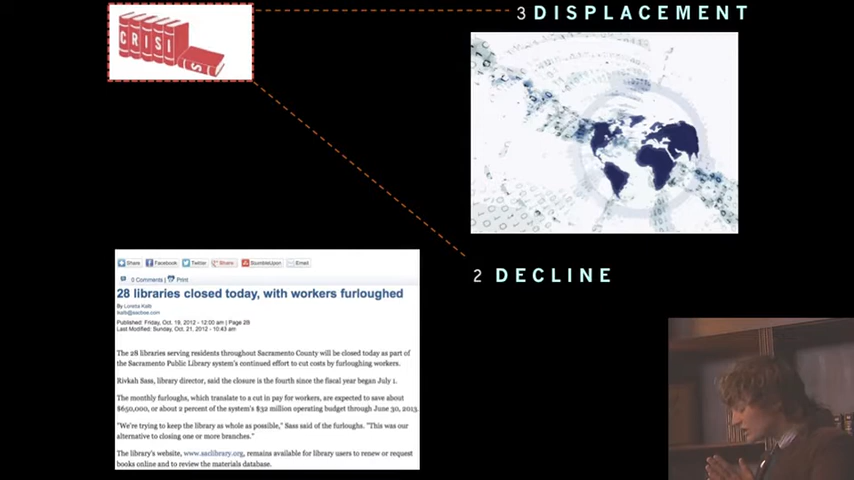 3 DISPLACEMENT
CRISIS
2 DECLINE
Share Facebook Twitter Share StumbleUpon Email
0 Comments | Print
28 libraries closed today, with workers furloughed
By Loretta Kalb
lkalb@sacbee.com
Published: Friday, Oct. 19, 2012 - 12:00 am | Page 2B
Last Modified: Sunday, Oct. 21, 2012 - 10:43 am
The 28 libraries serving residents throughout Sacramento County will be closed today as part of
the Sacramento Public Library system's continued effort to cut costs by furloughing workers.
Rivkah Sass, library director, said the closure is the fourth since the fiscal year began July 1.
The monthly furloughs, which translate to a cut in pay for workers, are expected to save about
$650,000, or about 2 percent of the system's $32 million operating budget through June 30, 2013.
"We're trying to keep the library as whole as possible," Sass said of the furloughs. "This was our
alternative to closing one or more branches."
The library's website, www.saclibrary.org, remains available for library users to renew or request
books online and to review the materials database.